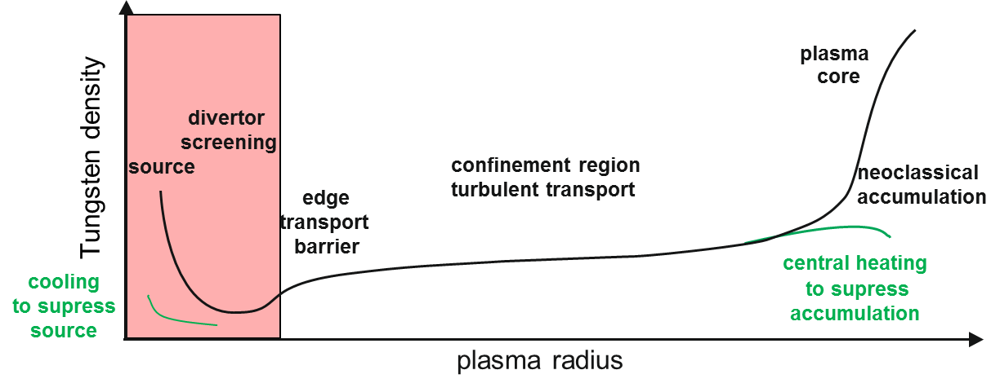 Tungsten density
divertor
screening
source
edge
transport
barrier
confinement region
turbulent transport
plasma
core
neoclassical
accumulation
cooling
to supress
source
central heating
to supress
accumulation
plasma radius